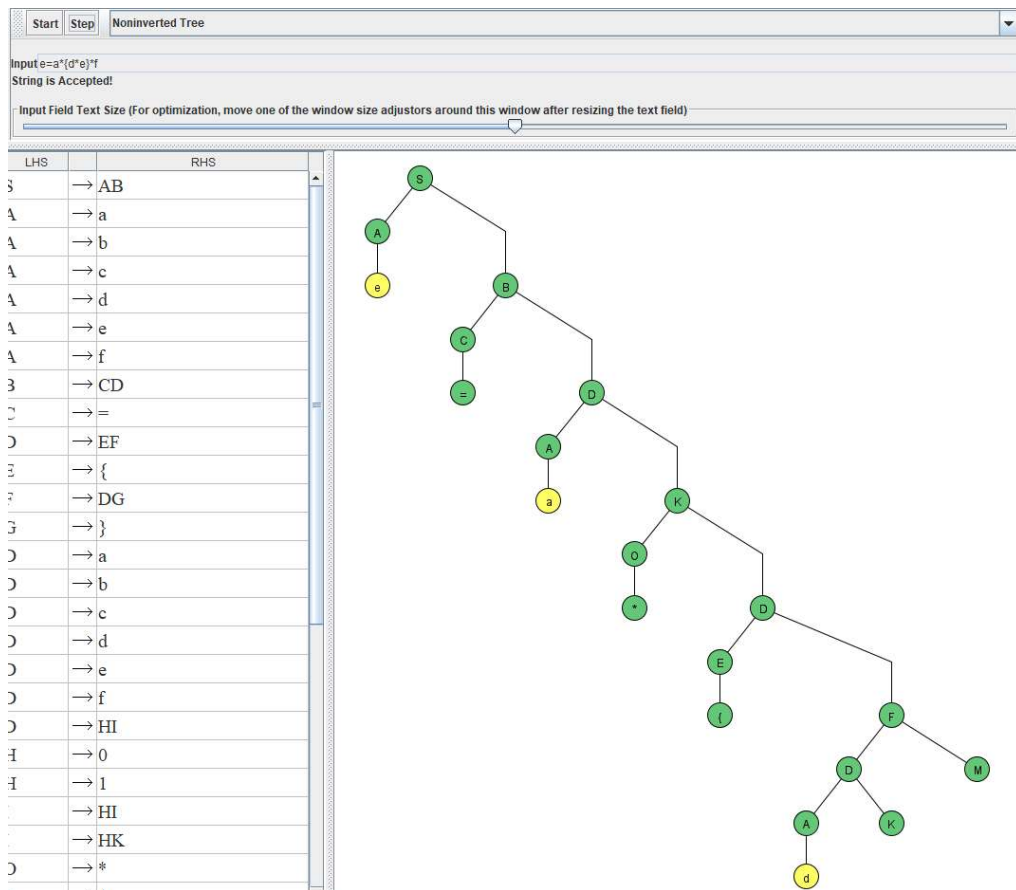 Start Step Noninverted Tree
Input e=a*{d*e}*f
String is Accepted!
Input Field Text Size (For optimization, move one of the window size adjustors around this window after resizing the text field)
LHS RHS
S → AB
A → a
A → b
A → c
A → d
A → e
A → f
B → CD
C → =
D → EF
E → {
F → DG
G → }
D → a
D → b
D → c
D → d
D → e
D → f
D → HI
H → 0
H → 1
→ HI
→ HK
O → *
S
A
e B
C
= D
A
a K
O
* D
E
{ F
D M
A K
d